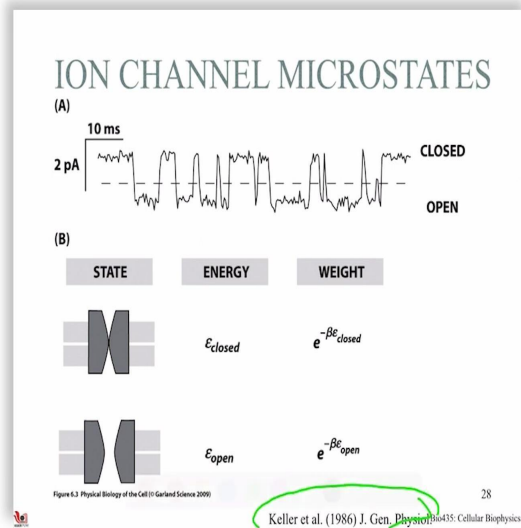 ION CHANNEL MICROSTATES
(A)
10 ms
2 pA
CLOSED
OPEN
(B)
STATE ENERGY WEIGHT
εclosed e^-βεclosed
εopen e^-βεopen
Figure 6.3 Physical Biology of the Cell (© Garland Science 2009)
28
Keller et al. (1986) J. Gen. Physiol Bio435: Cellular Biophysics